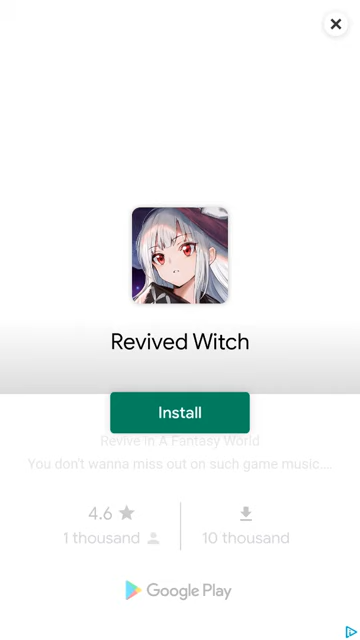 Revived Witch
Install
Revive in A Fantasy World
You don't wanna miss out on such game music....
4.6
1 thousand
10 thousand
Google Play